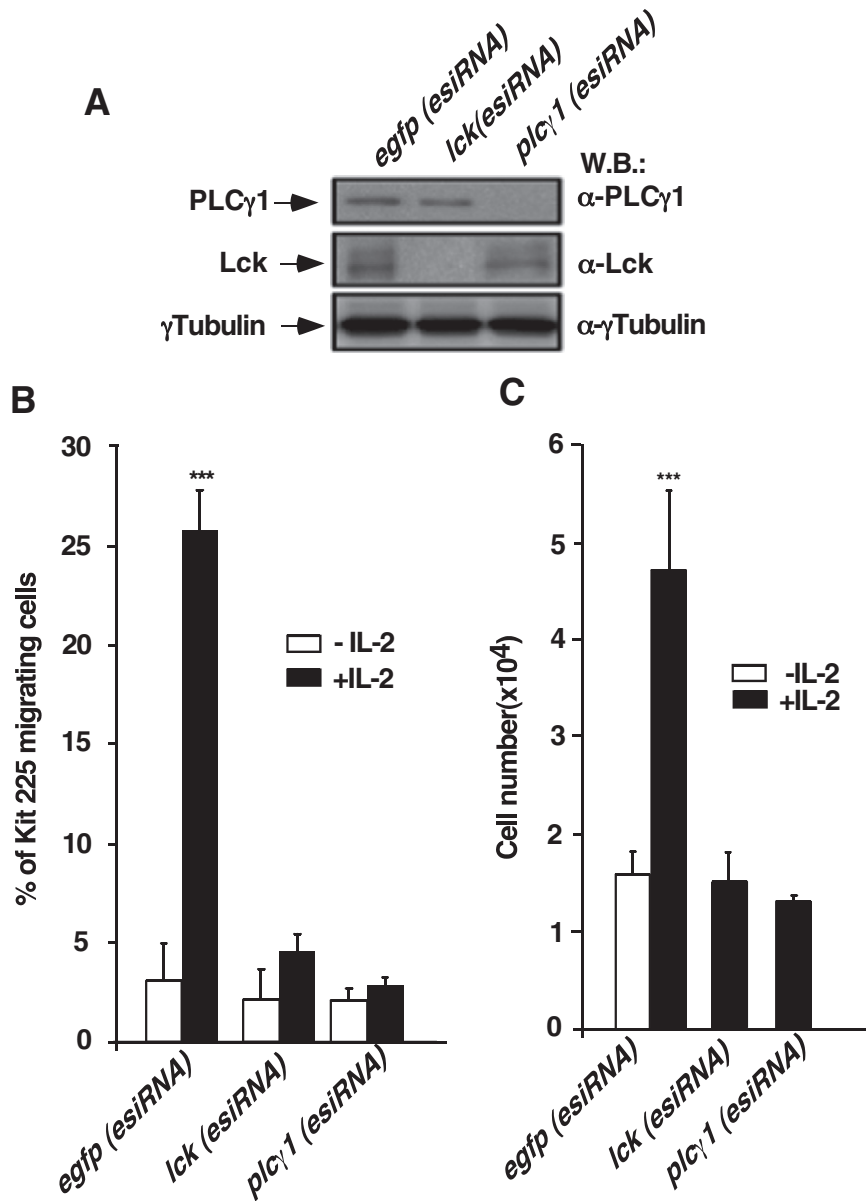 A
egfp (esiRNA)
lck(esiRNA)
plcγ1 (esiRNA)
W.B.:
PLCγ1
α-PLCγ1
Lck
α-Lck
γTubulin
α-γTubulin
B
30
25
20
15
10
5
0
% of Kit 225 migrating cells
***
- IL-2
+IL-2
egfp (esiRNA)
lck (esiRNA)
plcγ1 (esiRNA)
C
6
5
4
3
2
1
0
Cell number(x10⁴)
***
-IL-2
+IL-2
egfp (esiRNA)
lck (esiRNA)
plcγ1 (esiRNA)